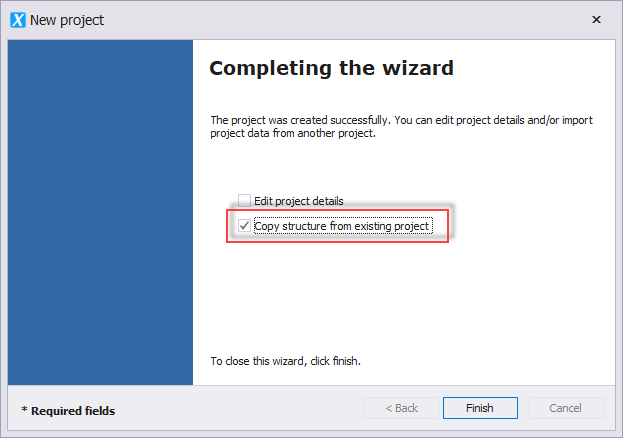 New project
Completing the wizard
The project was created successfully. You can edit project details and/or import
project data from another project.
Edit project details
Copy structure from existing project
To close this wizard, click finish.
* Required fields
< Back
Finish
Cancel